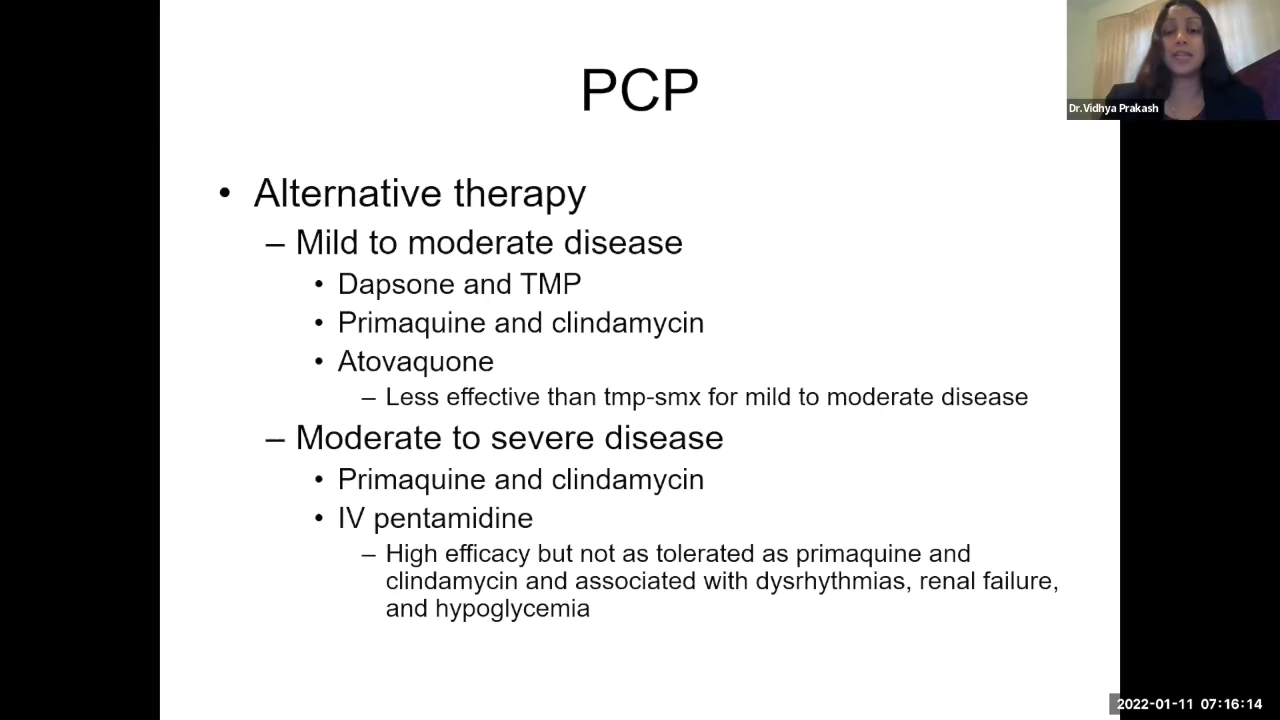 PCP
Dr.Vidhya Prakash
• Alternative therapy
– Mild to moderate disease
• Dapsone and TMP
• Primaquine and clindamycin
• Atovaquone
– Less effective than tmp-smx for mild to moderate disease
– Moderate to severe disease
• Primaquine and clindamycin
• IV pentamidine
– High efficacy but not as tolerated as primaquine and
clindamycin and associated with dysrhythmias, renal failure,
and hypoglycemia
2022-01-11 07:16:14